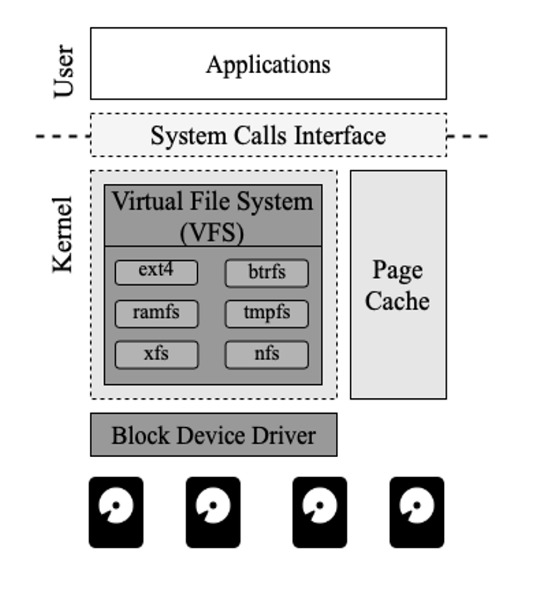 User
Applications
System Calls Interface
Kernel
Virtual File System
(VFS)
ext4
btrfs
ramfs
tmpfs
xfs
nfs
Page
Cache
Block Device Driver